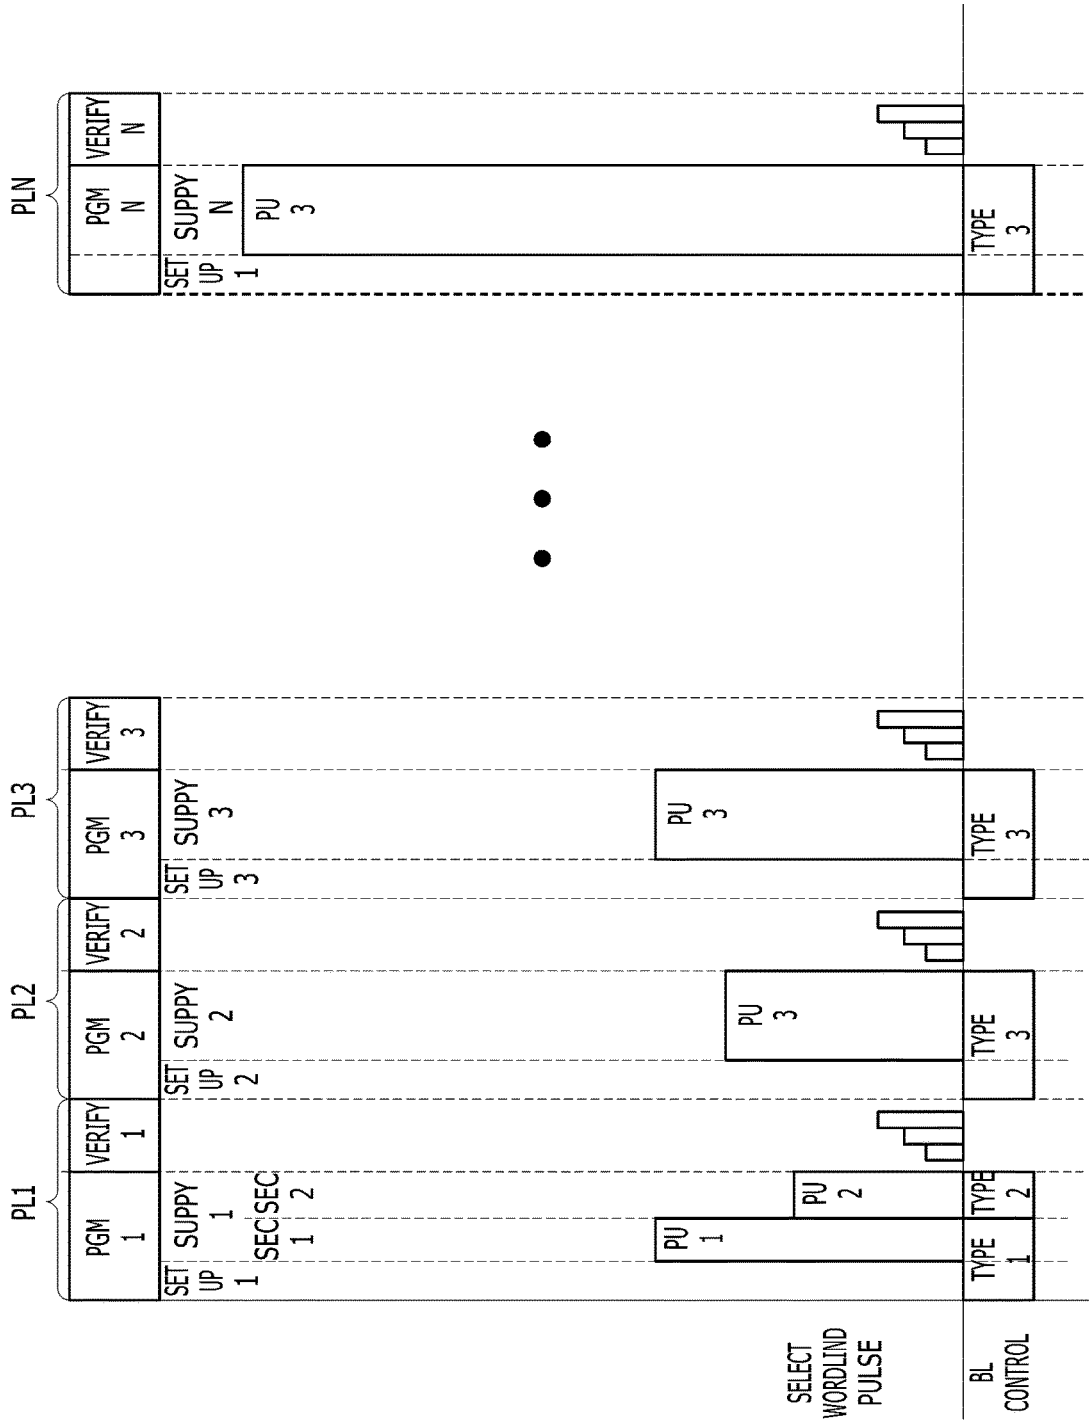 PL1
PL2
PL3
PLN
PGM
1
VERIFY
1
PGM
2
VERIFY
2
PGM
3
VERIFY
3
PGM
N
VERIFY
N
SET
UP
1
SUPPY
1
SEC
1
SEC
2
SET
UP
2
SUPPY
2
SET
UP
3
SUPPY
3
SET
UP
1
SUPPY
N
SELECT
WORDLIND
PULSE
PU
1
PU
2
PU
3
PU
3
PU
3
BL
CONTROL
TYPE
1
TYPE
2
TYPE
3
TYPE
3
TYPE
3